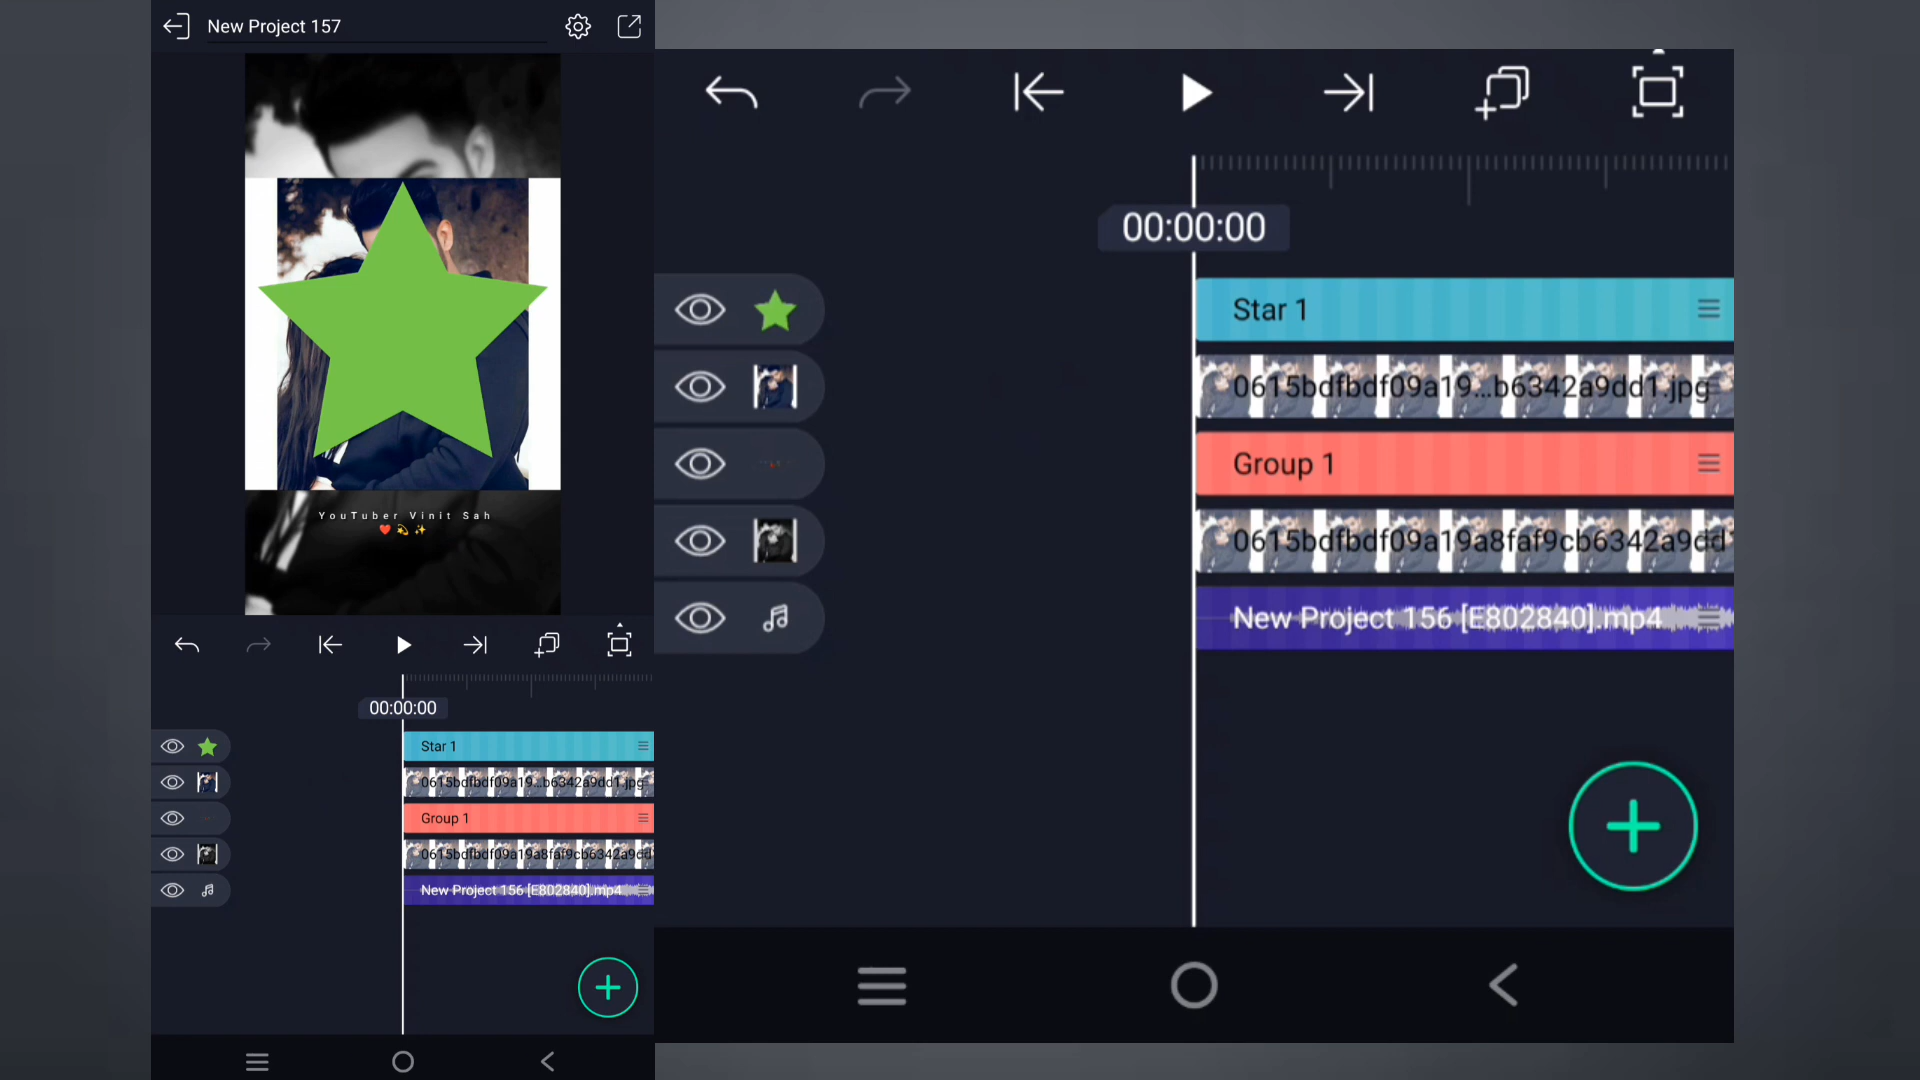 New Project 157
YouTuber Vinit Sah
❤️💫✨
00:00:00
Star 1
0615bdfbdf09a19...b6342a9dd1.jpg
Group 1
0615bdfbdf09a19a8faf9cb6342a9cd
New Project 156 [E802840].mp4
00:00:00
Star 1
0615bdfbdf09a19...b6342a9dd1.jpg
Group 1
0615bdfbdf09a19a8faf9cb6342a9dd
New Project 156 [E802840].mp4